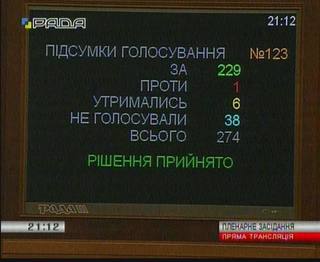 РАДА 21:12
ПІДСУМКИ ГОЛОСУВАННЯ №123
ЗА 229
ПРОТИ 1
УТРИМАЛИСЬ 6
НЕ ГОЛОСУВАЛИ 38
ВСЬОГО 274
РІШЕННЯ ПРИЙНЯТО
РАДА
21:12 ПЛЕНАРНЕ ЗАСІДАННЯ
ПРЯМА ТРАНСЛЯЦІЯ